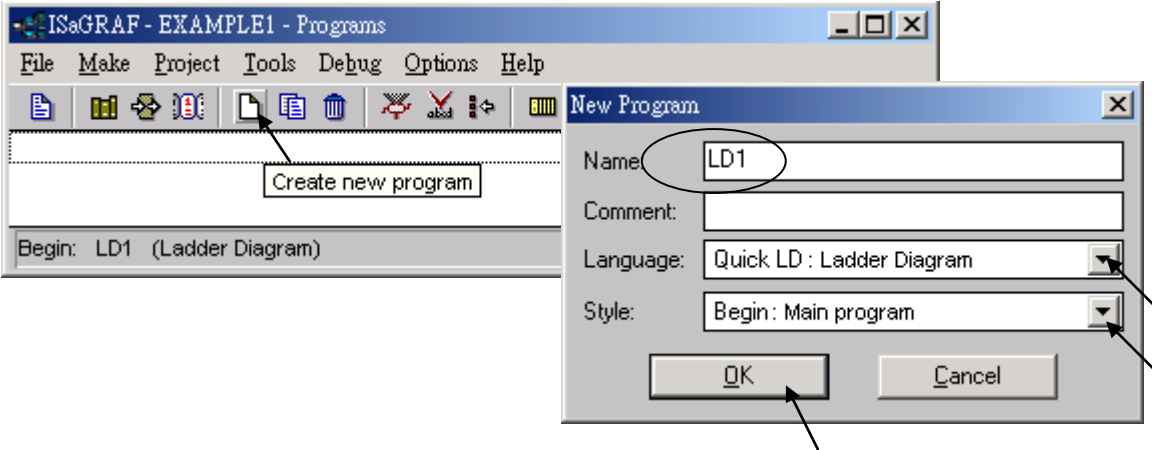 ISaGRAF - EXAMPLE1 - Programs
File Make Project Tools Debug Options Help
Create new program
Begin: LD1 (Ladder Diagram)
New Program
Name:
LD1
Comment:
Language:
Quick LD : Ladder Diagram
Style:
Begin : Main program
OK
Cancel